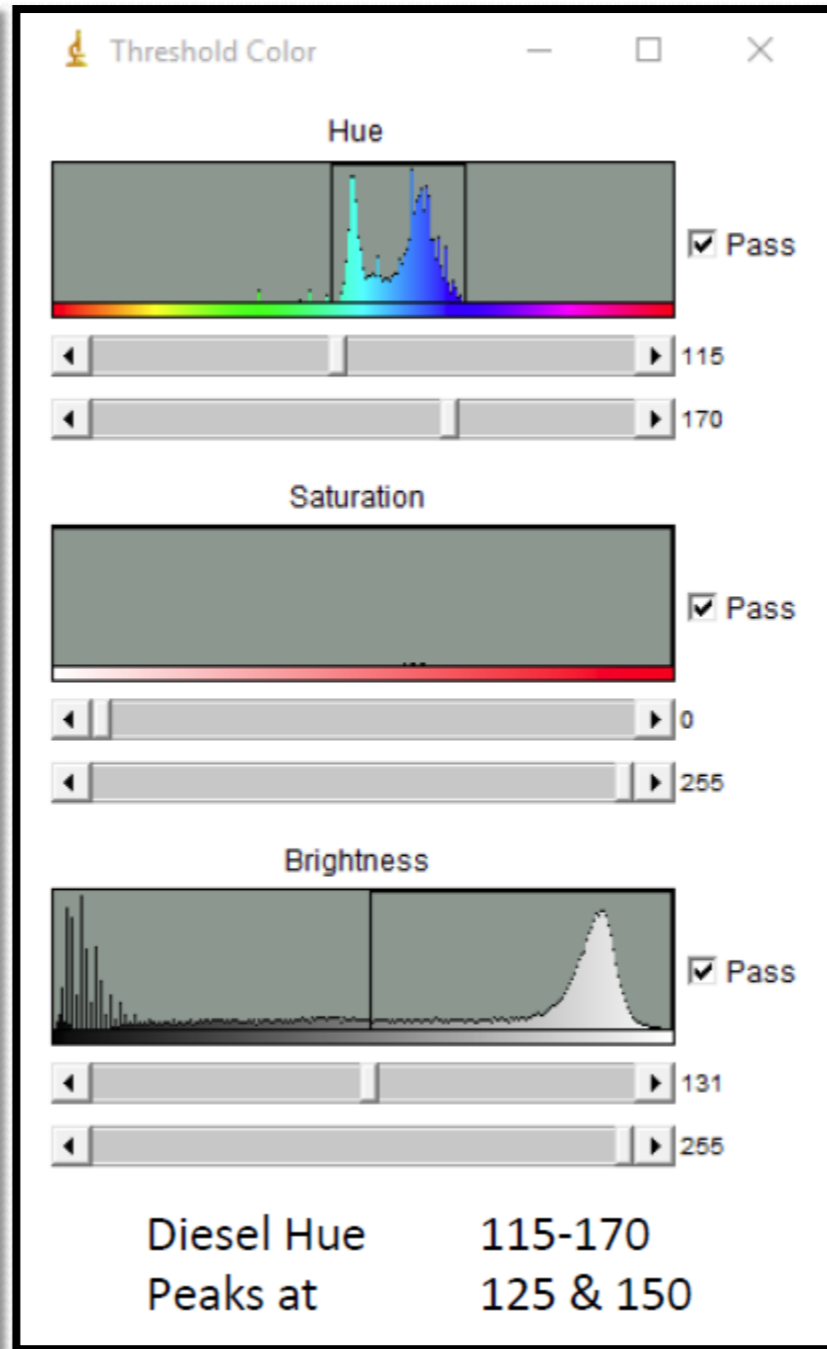 Threshold Color
Hue
Pass
115
170
Saturation
Pass
0
255
Brightness
Pass
131
255
Diesel Hue 115-170
Peaks at 125 & 150